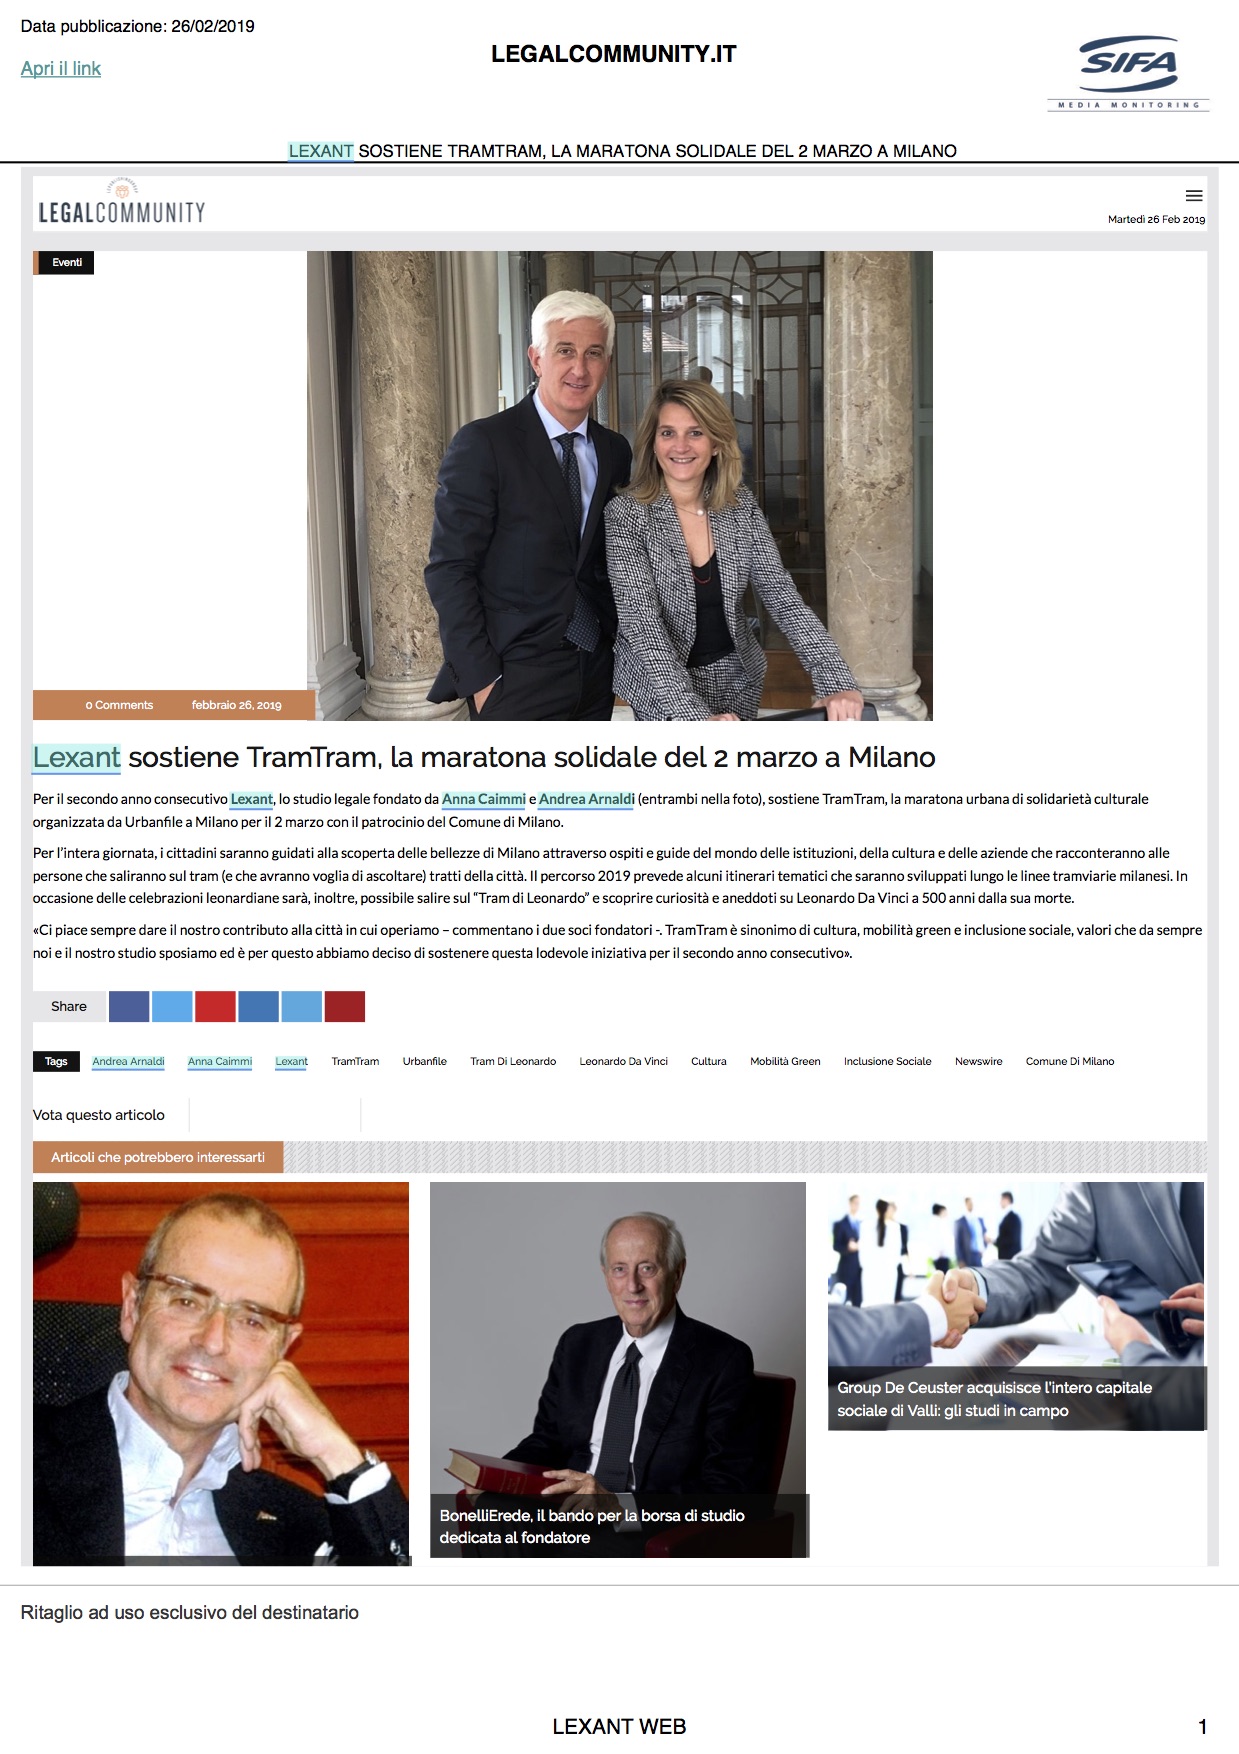 Data pubblicazione: 26/02/2019
LEGALCOMMUNITY.IT
Apri il link
SIFA
MEDIA MONITORING
LEXANT SOSTIENE TRAMTRAM, LA MARATONA SOLIDALE DEL 2 MARZO A MILANO
LEGALCOMMUNITY
Martedì 26 Feb 2019
Eventi
0 Comments febbraio 26, 2019
Lexant sostiene TramTram, la maratona solidale del 2 marzo a Milano
Per il secondo anno consecutivo Lexant, lo studio legale fondato da Anna Caimmi e Andrea Arnaldi (entrambi nella foto), sostiene TramTram, la maratona urbana di solidarietà culturale
organizzata da Urbanfile a Milano per il 2 marzo con il patrocinio del Comune di Milano.
Per l'intera giornata, i cittadini saranno guidati alla scoperta delle bellezze di Milano attraverso ospiti e guide del mondo delle istituzioni, della cultura e delle aziende che racconteranno alle
persone che saliranno sul tram (e che avranno voglia di ascoltare) tratti della città. Il percorso 2019 prevede alcuni itinerari tematici che saranno sviluppati lungo le linee tramviarie milanesi. In
occasione delle celebrazioni leonardiane sarà, inoltre, possibile salire sul “Tram di Leonardo” e scoprire curiosità e aneddoti su Leonardo Da Vinci a 500 anni dalla sua morte.
«Ci piace sempre dare il nostro contributo alla città in cui operiamo – commentano i due soci fondatori -. TramTram è sinonimo di cultura, mobilità green e inclusione sociale, valori che da sempre
noi e il nostro studio sposiamo ed è per questo abbiamo deciso di sostenere questa lodevole iniziativa per il secondo anno consecutivo».
Share
Tags Andrea Arnaldi Anna Caimmi Lexant TramTram Urbanfile Tram Di Leonardo Leonardo Da Vinci Cultura Mobilità Green Inclusione Sociale Newswire Comune Di Milano
Vota questo articolo
Articoli che potrebbero interessarti
BonelliErede, il bando per la borsa di studio
dedicata al fondatore
Group De Ceuster acquisisce l'intero capitale
sociale di Valli: gli studi in campo
Ritaglio ad uso esclusivo del destinatario
LEXANT WEB
1